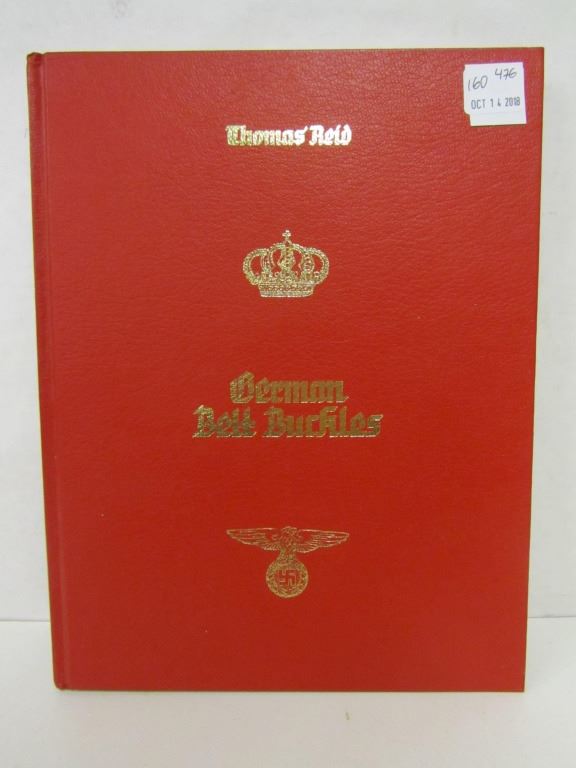 160 476
OCT 14 2018
Thomas Reid
German
Belt Buckles